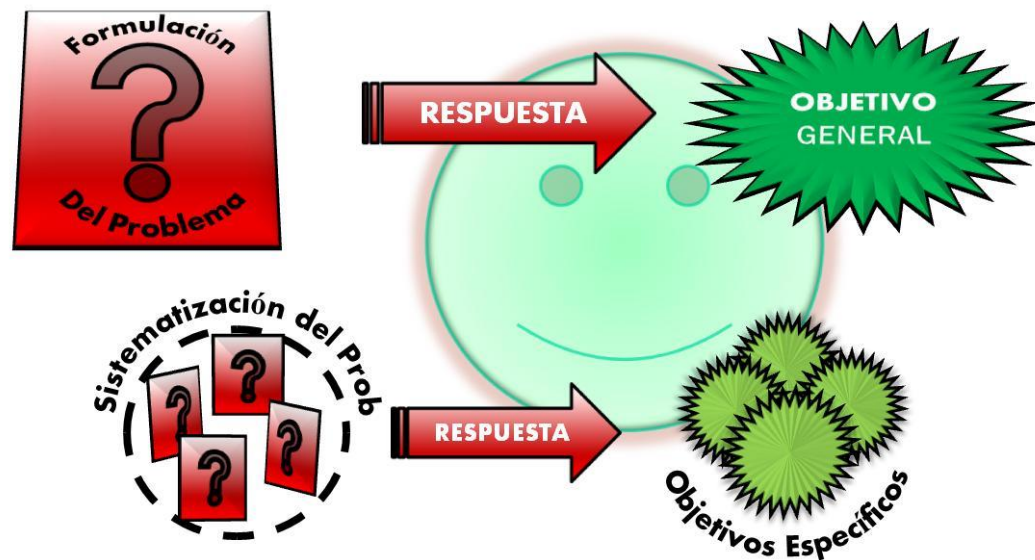 Formulación
Del Problema
RESPUESTA
OBJETIVO
GENERAL
Sistematización del Prob
RESPUESTA
Objetivos Específicos